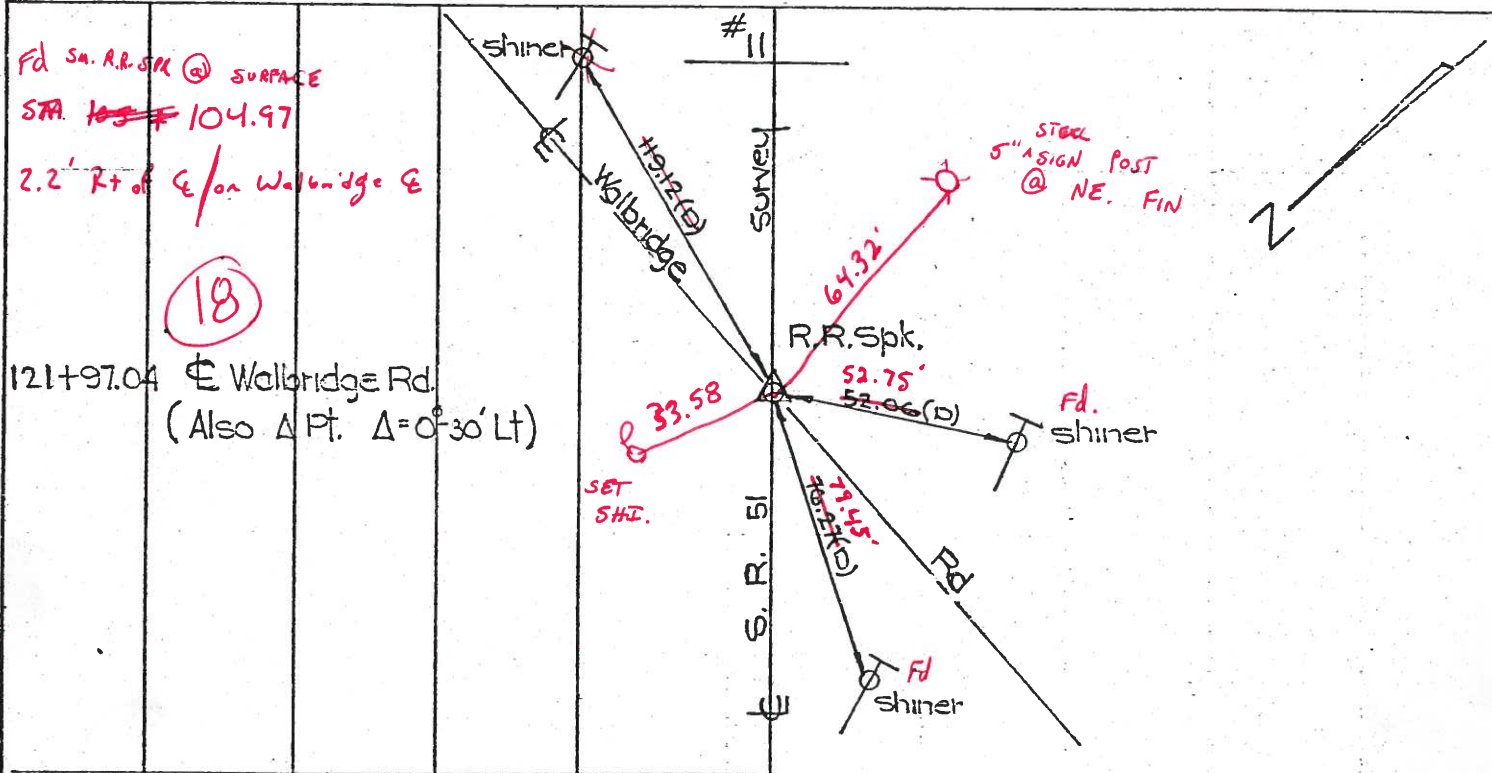 Fd Sm. R.R. SPK @ SURFACE
STA 104.97
2.2' Rt of ℄ / on Walbridge ℄
18
121+97.04 ℄ Walbridge Rd.
(Also Δ Pt. Δ=0°-30' Lt)
#11
shiner
119.12(D)
℄
Walbridge
Survey
STEEL
5" ^ SIGN POST
@ NE. FIN
N
64.32'
R.R.Spk.
52.75'
52.06(D)
Fd.
shiner
33.58
SET
SHI.
79.45'
(D)
Rd
S. R. 51
℄
Fd
shiner